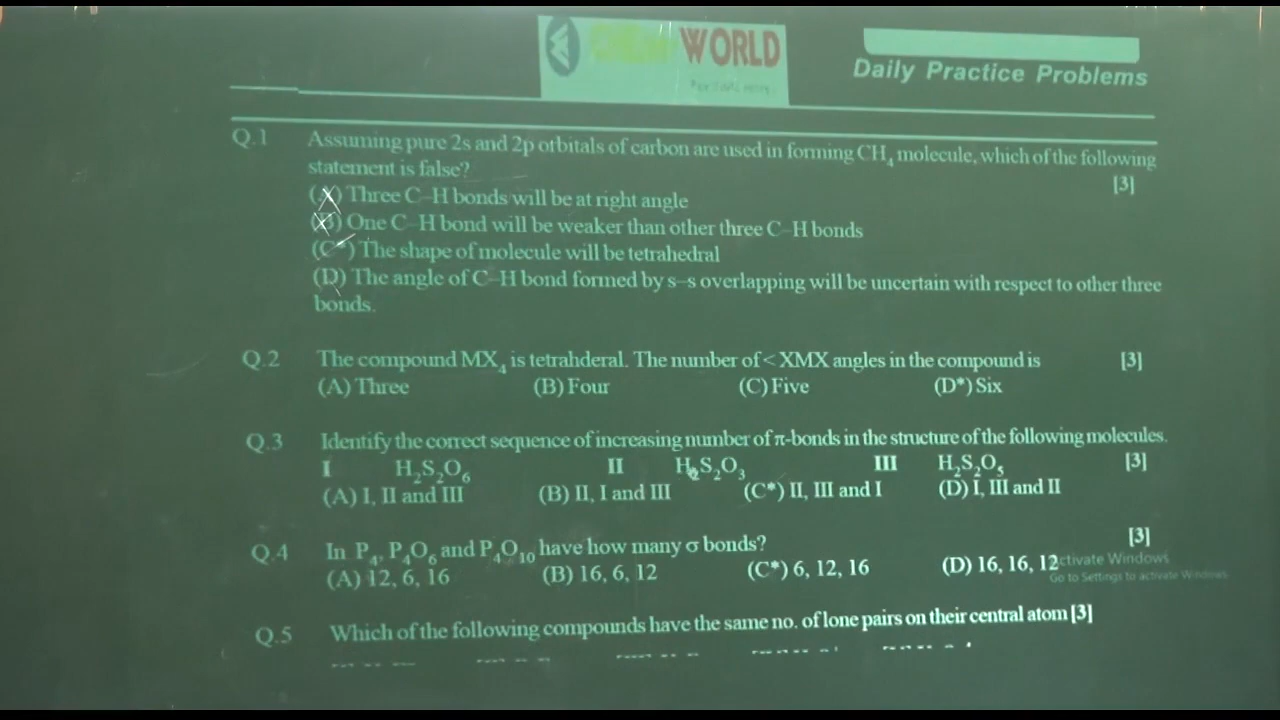 CHEM WORLD
Daily Practice Problems
Q.1 Assuming pure 2s and 2p orbitals of carbon are used in forming CH4 molecule, which of the following
statement is false? [3]
(A) Three C–H bonds will be at right angle
(B) One C–H bond will be weaker than other three C–H bonds
(C*) The shape of molecule will be tetrahedral
(D) The angle of C–H bond formed by s–s overlapping will be uncertain with respect to other three
bonds.
Q.2 The compound MX4 is tetrahderal. The number of < XMX angles in the compound is [3]
(A) Three (B) Four (C) Five (D*) Six
Q.3 Identify the correct sequence of increasing number of π-bonds in the structure of the following molecules.
I H2S2O6 II H2S2O3 III H2S2O5 [3]
(A) I, II and III (B) II, I and III (C*) II, III and I (D) I, III and II
Q.4 In P4, P4O6 and P4O10 have how many σ bonds? [3]
(A) 12, 6, 16 (B) 16, 6, 12 (C*) 6, 12, 16 (D) 16, 16, 12
ctivate Windows
Go to Settings to activate Windows
Q.5 Which of the following compounds have the same no. of lone pairs on their central atom [3]